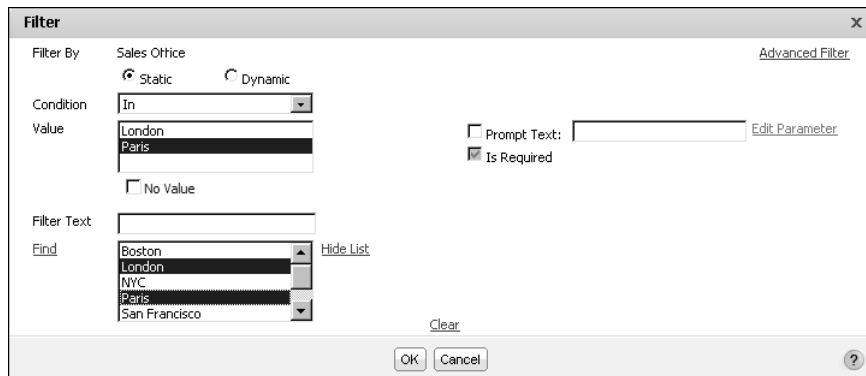 Filter x
Filter By Sales Office Advanced Filter
Static Dynamic
Condition In
Value London
Paris
Prompt Text: Edit Parameter
Is Required
No Value
Filter Text
Find Boston Hide List
London
NYC
Paris
San Francisco
Clear
OK Cancel ?